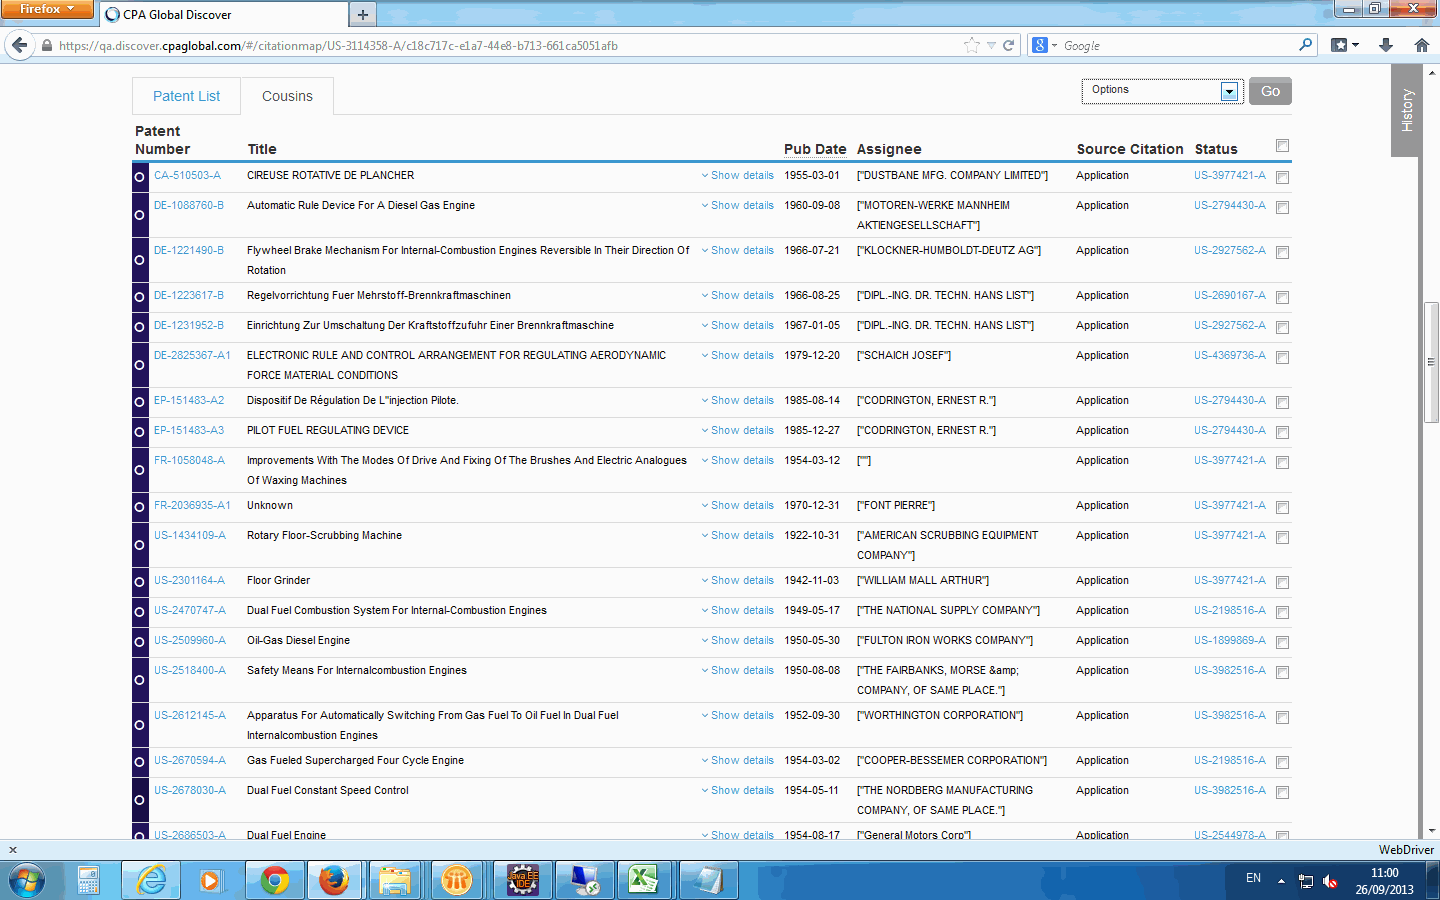 Firefox
CPA Global Discover
https://qa.discover.cpaglobal.com/#/citationmap/US-3114358-A/c18c717c-e1a7-44e8-b713-661ca5051afb
Google
Patent List
Cousins
Options
Go
History
Patent Number Title Pub Date Assignee Source Citation Status
CA-510503-A CIREUSE ROTATIVE DE PLANCHER Show details 1955-03-01 ["DUSTBANE MFG. COMPANY LIMITED"] Application US-3977421-A
DE-1088760-B Automatic Rule Device For A Diesel Gas Engine Show details 1960-09-08 ["MOTOREN-WERKE MANNHEIM Application US-2794430-A
AKTIENGESELLSCHAFT"]
DE-1221490-B Flywheel Brake Mechanism For Internal-Combustion Engines Reversible In Their Direction Of Show details 1966-07-21 ["KLOCKNER-HUMBOLDT-DEUTZ AG"] Application US-2927562-A
Rotation
DE-1223617-B Regelvorrichtung Fuer Mehrstoff-Brennkraftmaschinen Show details 1966-08-25 ["DIPL.-ING. DR. TECHN. HANS LIST"] Application US-2690167-A
DE-1231952-B Einrichtung Zur Umschaltung Der Kraftstoffzufuhr Einer Brennkraftmaschine Show details 1967-01-05 ["DIPL.-ING. DR. TECHN. HANS LIST"] Application US-2927562-A
DE-2825367-A1 ELECTRONIC RULE AND CONTROL ARRANGEMENT FOR REGULATING AERODYNAMIC Show details 1979-12-20 ["SCHAICH JOSEF"] Application US-4369736-A
FORCE MATERIAL CONDITIONS
EP-151483-A2 Dispositif De Régulation De L''injection Pilote. Show details 1985-08-14 ["CODRINGTON, ERNEST R."] Application US-2794430-A
EP-151483-A3 PILOT FUEL REGULATING DEVICE Show details 1985-12-27 ["CODRINGTON, ERNEST R."] Application US-2794430-A
FR-1058048-A Improvements With The Modes Of Drive And Fixing Of The Brushes And Electric Analogues Show details 1954-03-12 [""] Application US-3977421-A
Of Waxing Machines
FR-2036935-A1 Unknown Show details 1970-12-31 ["FONT PIERRE"] Application US-3977421-A
US-1434109-A Rotary Floor-Scrubbing Machine Show details 1922-10-31 ["AMERICAN SCRUBBING EQUIPMENT Application US-3977421-A
COMPANY"]
US-2301164-A Floor Grinder Show details 1942-11-03 ["WILLIAM MALL ARTHUR"] Application US-3977421-A
US-2470747-A Dual Fuel Combustion System For Internal-Combustion Engines Show details 1949-05-17 ["THE NATIONAL SUPPLY COMPANY"] Application US-2198516-A
US-2509960-A Oil-Gas Diesel Engine Show details 1950-05-30 ["FULTON IRON WORKS COMPANY"] Application US-1899869-A
US-2518400-A Safety Means For Internalcombustion Engines Show details 1950-08-08 ["THE FAIRBANKS, MORSE &amp; Application US-3982516-A
COMPANY, OF SAME PLACE."]
US-2612145-A Apparatus For Automatically Switching From Gas Fuel To Oil Fuel In Dual Fuel Show details 1952-09-30 ["WORTHINGTON CORPORATION"] Application US-3982516-A
Internalcombustion Engines
US-2670594-A Gas Fueled Supercharged Four Cycle Engine Show details 1954-03-02 ["COOPER-BESSEMER CORPORATION"] Application US-2198516-A
US-2678030-A Dual Fuel Constant Speed Control Show details 1954-05-11 ["THE NORDBERG MANUFACTURING Application US-3982516-A
COMPANY, OF SAME PLACE."]
US-2686503-A Dual Fuel Engine Show details 1954-08-17 ["General Motors Corp"] Application US-2544978-A
WebDriver
Java EE
IDE
EN
11:00
26/09/2013